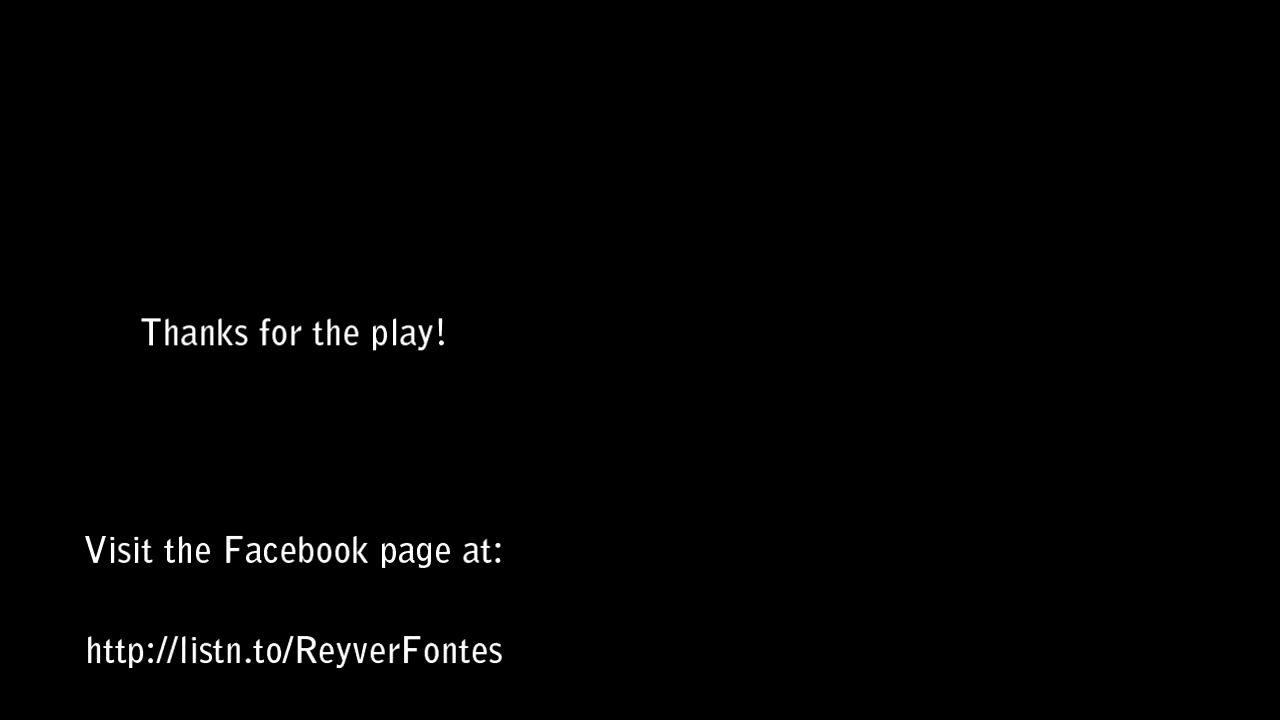 Thanks for the play!
Visit the Facebook page at:
http://listn.to/ReyverFontes